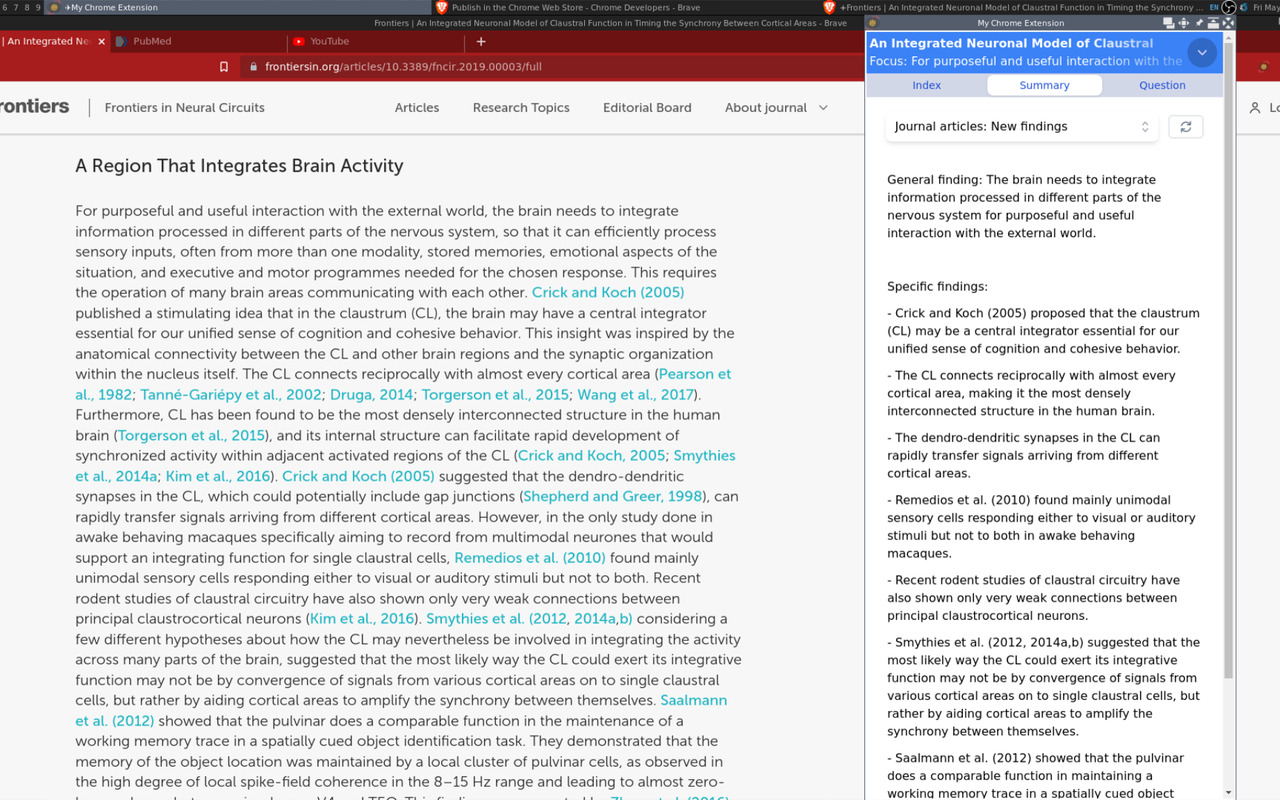 6 7 8 9
✈My Chrome Extension
Publish in the Chrome Web Store - Chrome Developers - Brave
+Frontiers | An Integrated Neuronal Model of Claustral Function in Timing the Synchrony ...
EN
Fri May
Frontiers | An Integrated Neuronal Model of Claustral Function in Timing the Synchrony Between Cortical Areas - Brave
My Chrome Extension
| An Integrated Ne
PubMed
YouTube
frontiersin.org/articles/10.3389/fncir.2019.00003/full
rontiers
Frontiers in Neural Circuits
Articles
Research Topics
Editorial Board
About journal
Lo
A Region That Integrates Brain Activity
For purposeful and useful interaction with the external world, the brain needs to integrate
information processed in different parts of the nervous system, so that it can efficiently process
sensory inputs, often from more than one modality, stored memories, emotional aspects of the
situation, and executive and motor programmes needed for the chosen response. This requires
the operation of many brain areas communicating with each other. Crick and Koch (2005)
published a stimulating idea that in the claustrum (CL), the brain may have a central integrator
essential for our unified sense of cognition and cohesive behavior. This insight was inspired by the
anatomical connectivity between the CL and other brain regions and the synaptic organization
within the nucleus itself. The CL connects reciprocally with almost every cortical area (Pearson et
al., 1982; Tanné-Gariépy et al., 2002; Druga, 2014; Torgerson et al., 2015; Wang et al., 2017).
Furthermore, CL has been found to be the most densely interconnected structure in the human
brain (Torgerson et al., 2015), and its internal structure can facilitate rapid development of
synchronized activity within adjacent activated regions of the CL (Crick and Koch, 2005; Smythies
et al., 2014a; Kim et al., 2016). Crick and Koch (2005) suggested that the dendro-dendritic
synapses in the CL, which could potentially include gap junctions (Shepherd and Greer, 1998), can
rapidly transfer signals arriving from different cortical areas. However, in the only study done in
awake behaving macaques specifically aiming to record from multimodal neurones that would
support an integrating function for single claustral cells, Remedios et al. (2010) found mainly
unimodal sensory cells responding either to visual or auditory stimuli but not to both. Recent
rodent studies of claustral circuitry have also shown only very weak connections between
principal claustrocortical neurons (Kim et al., 2016). Smythies et al. (2012, 2014a,b) considering a
few different hypotheses about how the CL may nevertheless be involved in integrating the activity
across many parts of the brain, suggested that the most likely way the CL could exert its integrative
function may not be by convergence of signals from various cortical areas on to single claustral
cells, but rather by aiding cortical areas to amplify the synchrony between themselves. Saalmann
et al. (2012) showed that the pulvinar does a comparable function in the maintenance of a
working memory trace in a spatially cued object identification task. They demonstrated that the
memory of the object location was maintained by a local cluster of pulvinar cells, as observed in
the high degree of local spike-field coherence in the 8–15 Hz range and leading to almost zero-
An Integrated Neuronal Model of Claustral
Focus: For purposeful and useful interaction with the
Index
Summary
Question
Journal articles: New findings
General finding: The brain needs to integrate
information processed in different parts of the
nervous system for purposeful and useful
interaction with the external world.
Specific findings:
- Crick and Koch (2005) proposed that the claustrum
(CL) may be a central integrator essential for our
unified sense of cognition and cohesive behavior.
- The CL connects reciprocally with almost every
cortical area, making it the most densely
interconnected structure in the human brain.
- The dendro-dendritic synapses in the CL can
rapidly transfer signals arriving from different
cortical areas.
- Remedios et al. (2010) found mainly unimodal
sensory cells responding either to visual or auditory
stimuli but not to both in awake behaving
macaques.
- Recent rodent studies of claustral circuitry have
also shown only very weak connections between
principal claustrocortical neurons.
- Smythies et al. (2012, 2014a,b) suggested that the
most likely way the CL could exert its integrative
function may not be by convergence of signals from
various cortical areas on to single claustral cells, but
rather by aiding cortical areas to amplify the
synchrony between themselves.
- Saalmann et al. (2012) showed that the pulvinar
does a comparable function in maintaining a
working memory trace in a spatially cued object